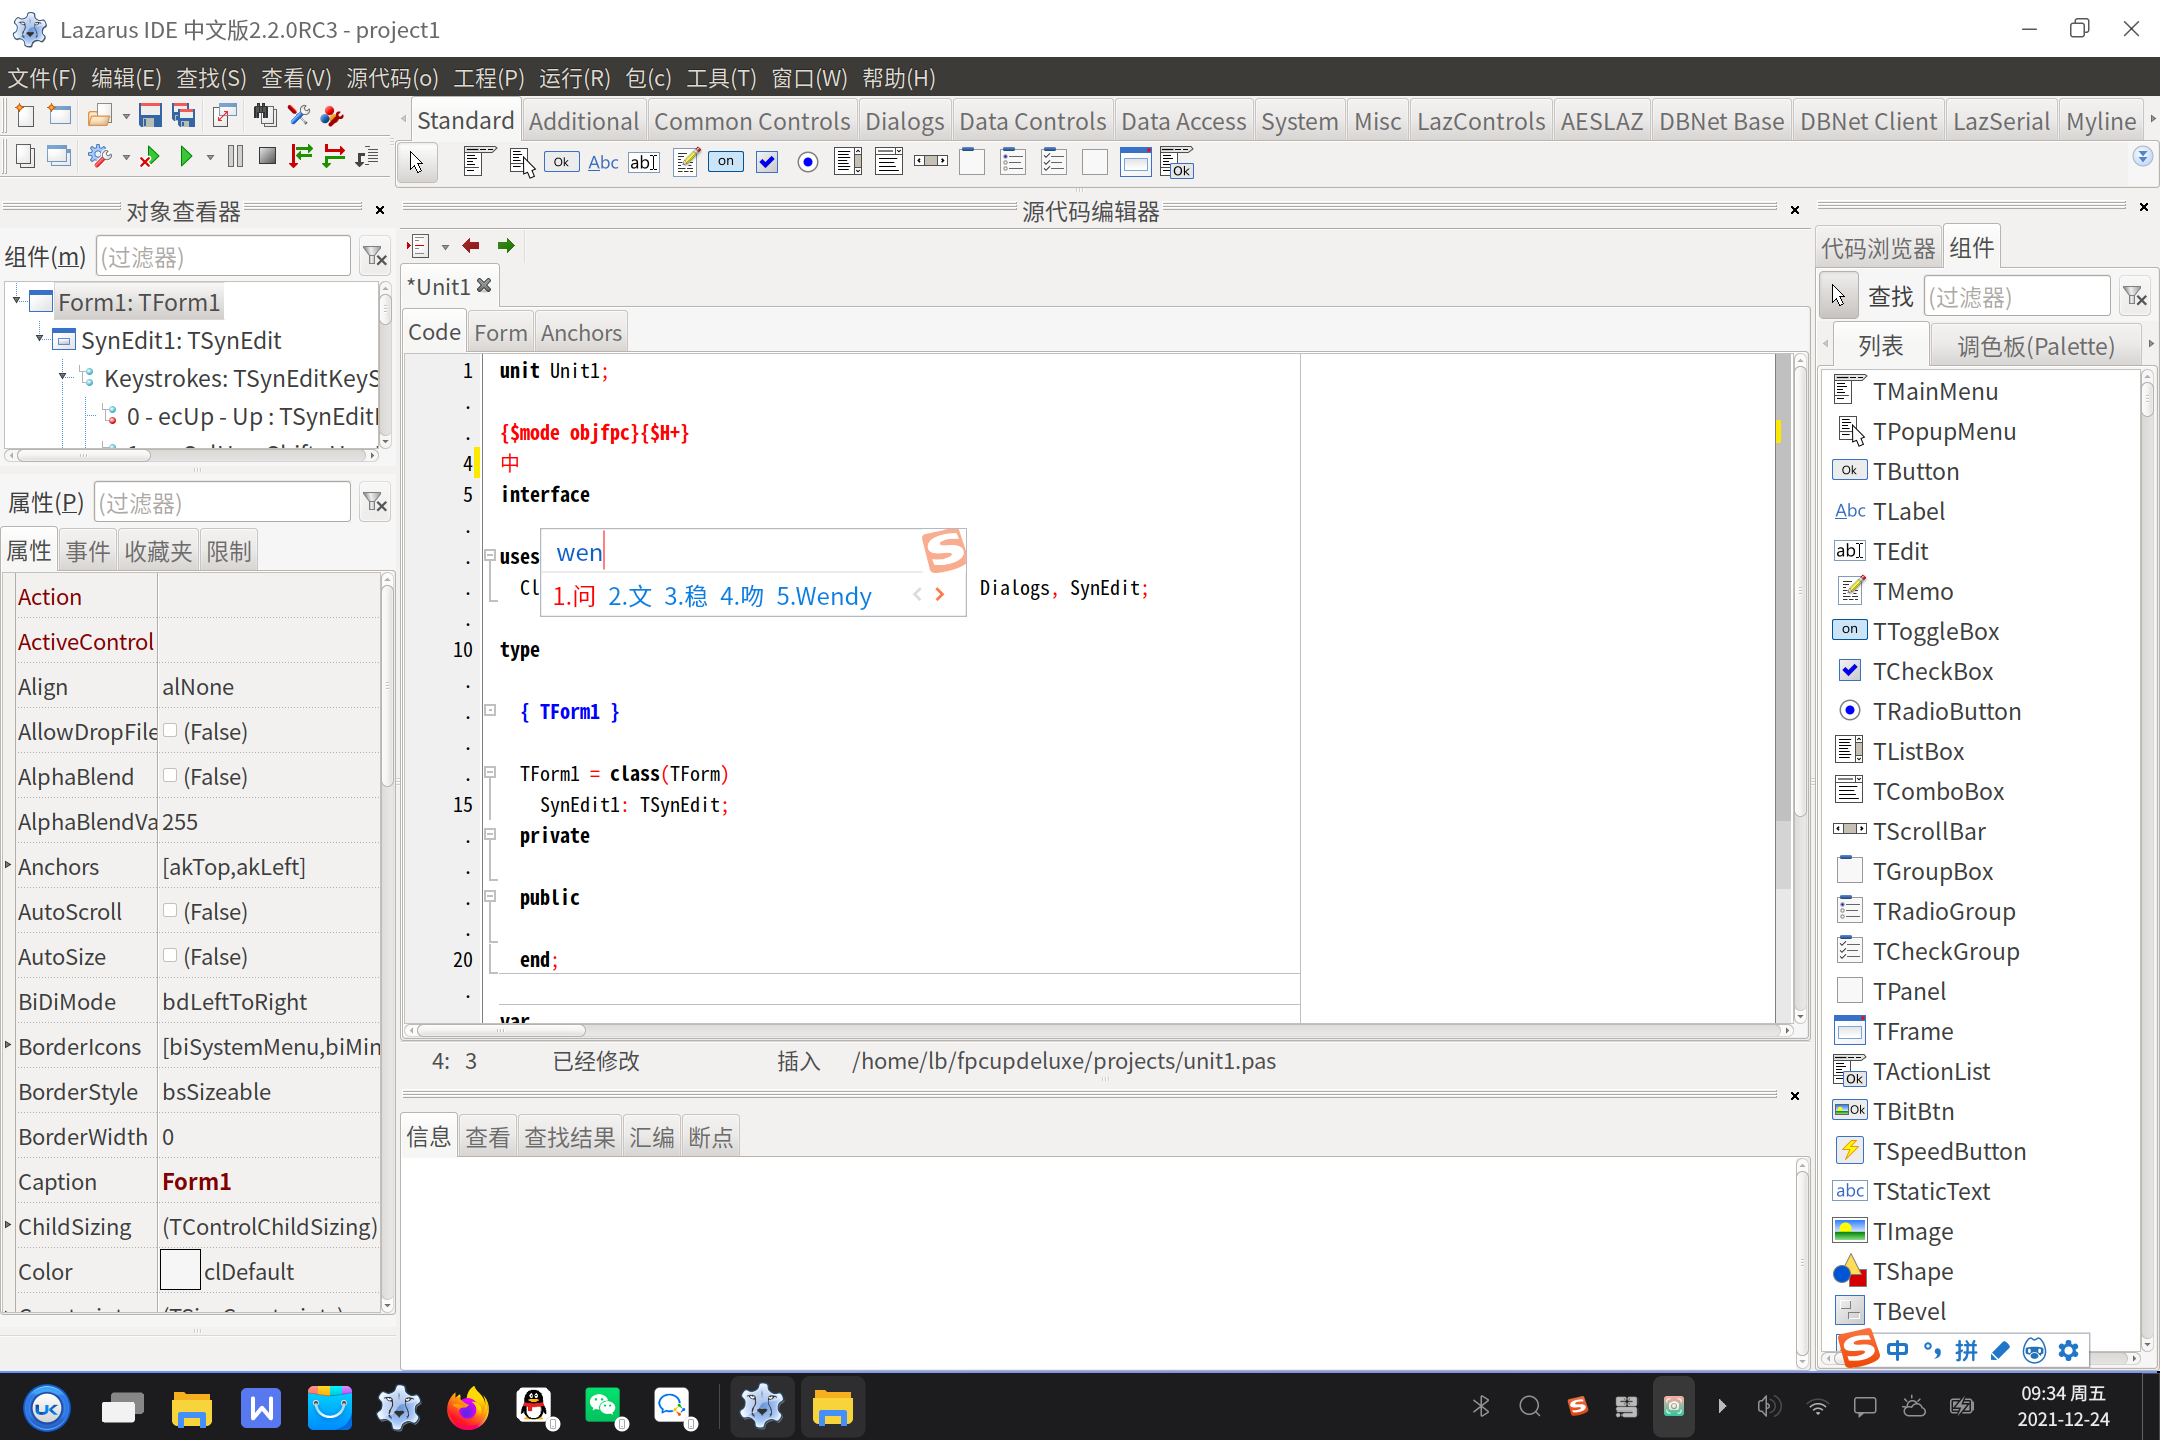 Lazarus IDE 中文版2.2.0RC3 - project1
文件(F) 编辑(E) 查找(S) 查看(V) 源代码(o) 工程(P) 运行(R) 包(c) 工具(T) 窗口(W) 帮助(H)
Standard Additional Common Controls Dialogs Data Controls Data Access System Misc LazControls AESLAZ DBNet Base DBNet Client LazSerial Myline
Ok Abc ab on Ok
对象查看器
组件(m) (过滤器)
Form1: TForm1
SynEdit1: TSynEdit
Keystrokes: TSynEditKeyS
0 - ecUp - Up : TSynEdit
属性(P) (过滤器)
属性 事件 收藏夹 限制
Action
ActiveControl
Align alNone
AllowDropFile (False)
AlphaBlend (False)
AlphaBlendVa 255
Anchors [akTop,akLeft]
AutoScroll (False)
AutoSize (False)
BiDiMode bdLeftToRight
BorderIcons [biSystemMenu,biMin
BorderStyle bsSizeable
BorderWidth 0
Caption Form1
ChildSizing (TControlChildSizing)
Color clDefault
源代码编辑器
*Unit1
Code Form Anchors
1 unit Unit1;
.
. {$mode objfpc}{$H+}
4 中
5 interface
.
. uses
. Cl Dialogs, SynEdit;
.
10 type
.
. { TForm1 }
.
. TForm1 = class(TForm)
15 SynEdit1: TSynEdit;
. private
.
. public
.
20 end;
.
var
wen
1.问 2.文 3.稳 4.吻 5.Wendy
4: 3 已经修改 插入 /home/lb/fpcupdeluxe/projects/unit1.pas
信息 查看 查找结果 汇编 断点
代码浏览器 组件
查找 (过滤器)
列表 调色板(Palette)
TMainMenu
TPopupMenu
Ok TButton
Abc TLabel
ab TEdit
TMemo
on TToggleBox
TCheckBox
TRadioButton
TListBox
TComboBox
TScrollBar
TGroupBox
TRadioGroup
TCheckGroup
TPanel
TFrame
Ok TActionList
Ok TBitBtn
TSpeedButton
abc TStaticText
TImage
TShape
TBevel
S 中 拼
UK W
09:34 周五
2021-12-24